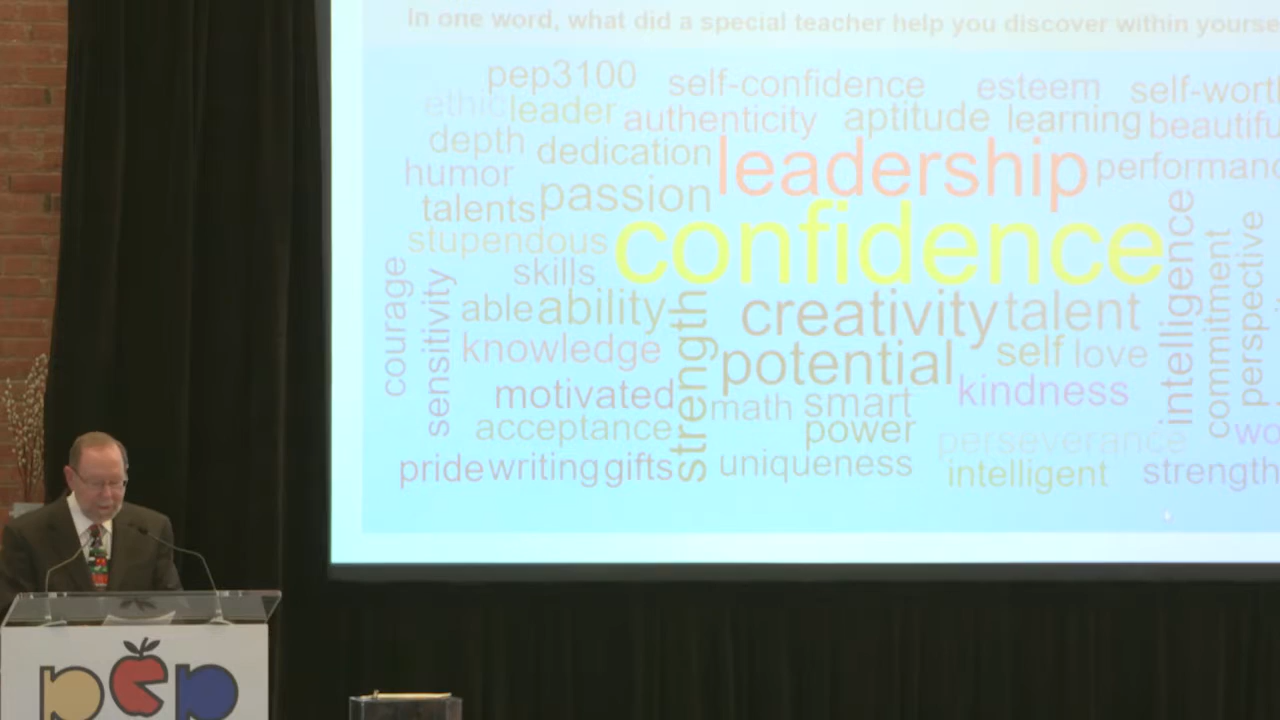 In one word, what did a special teacher help you discover within yourse
pep3100 self-confidence esteem self-worth
ethic leader authenticity aptitude learning beautifu
depth dedication leadership performanc
humor passion
talents confidence
stupendous
skills
courage sensitivity able ability strength creativity talent intelligence commitment perspective
knowledge potential self love
motivated math smart kindness
acceptance power perseverance wo
pride writing gifts uniqueness intelligent strength
pep